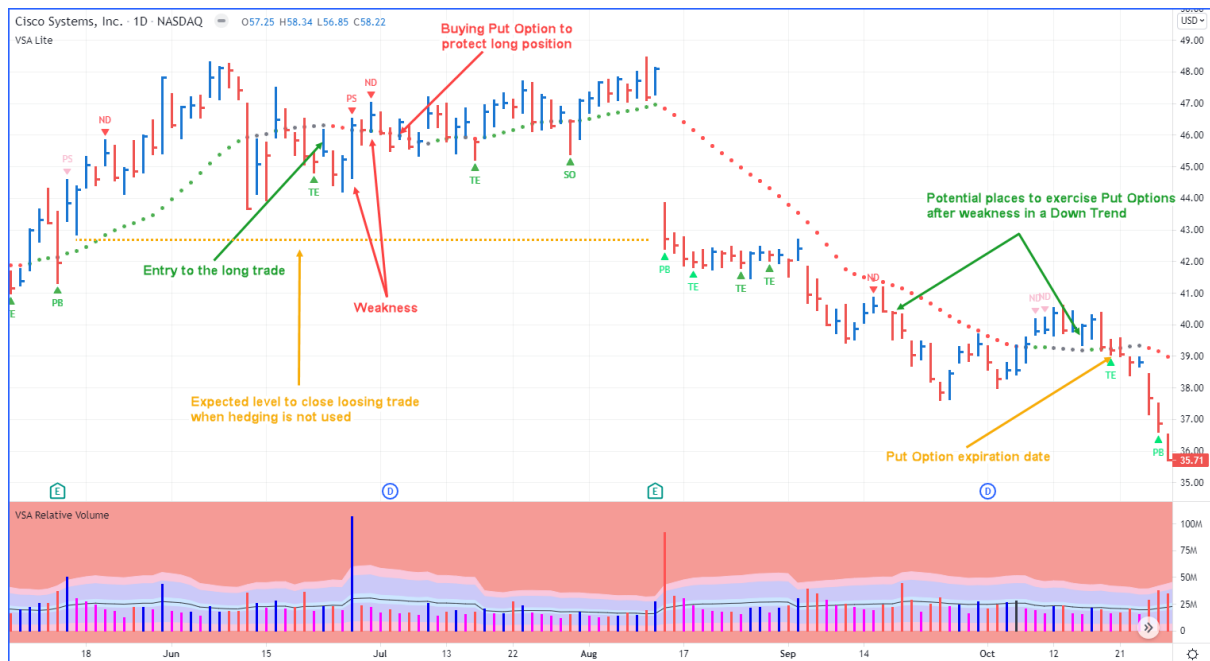 Cisco Systems, Inc. · 1D · NASDAQ O57.25 H58.34 L56.85 C58.22
USD
VSA Lite
49.00
48.00
47.00
46.00
45.00
44.00
43.00
42.00
41.00
40.00
39.00
38.00
37.00
36.00
35.71
35.00
Buying Put Option to
protect long position
PS
ND
PS
ND
TE
TE
SO
Entry to the long trade
Weakness
Expected level to close loosing trade
when hedging is not used
Potential places to exercise Put Options
after weakness in a Down Trend
E
PB
PB
TE
TE
TE
ND
ND
ND
TE
PB
Put Option expiration date
E
D
E
D
VSA Relative Volume
100M
75M
50M
25M
0
18 Jun 15 Jul 13 22 Aug 17 Sep 14 Oct 12 21